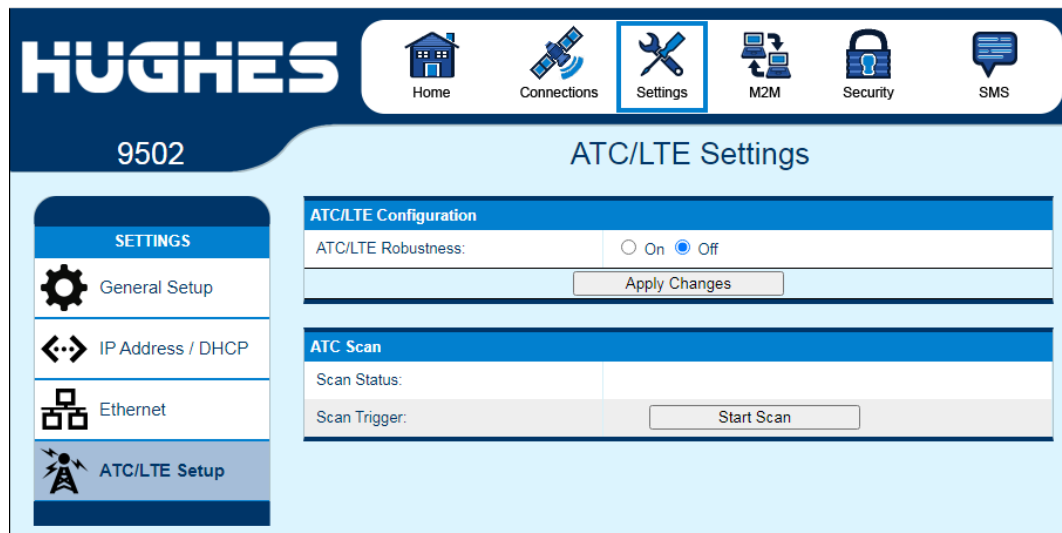 HUGHES
Home Connections Settings M2M Security SMS
9502
ATC/LTE Settings
SETTINGS
General Setup
IP Address / DHCP
Ethernet
ATC/LTE Setup
ATC/LTE Configuration
ATC/LTE Robustness: On Off
Apply Changes
ATC Scan
Scan Status:
Scan Trigger: Start Scan